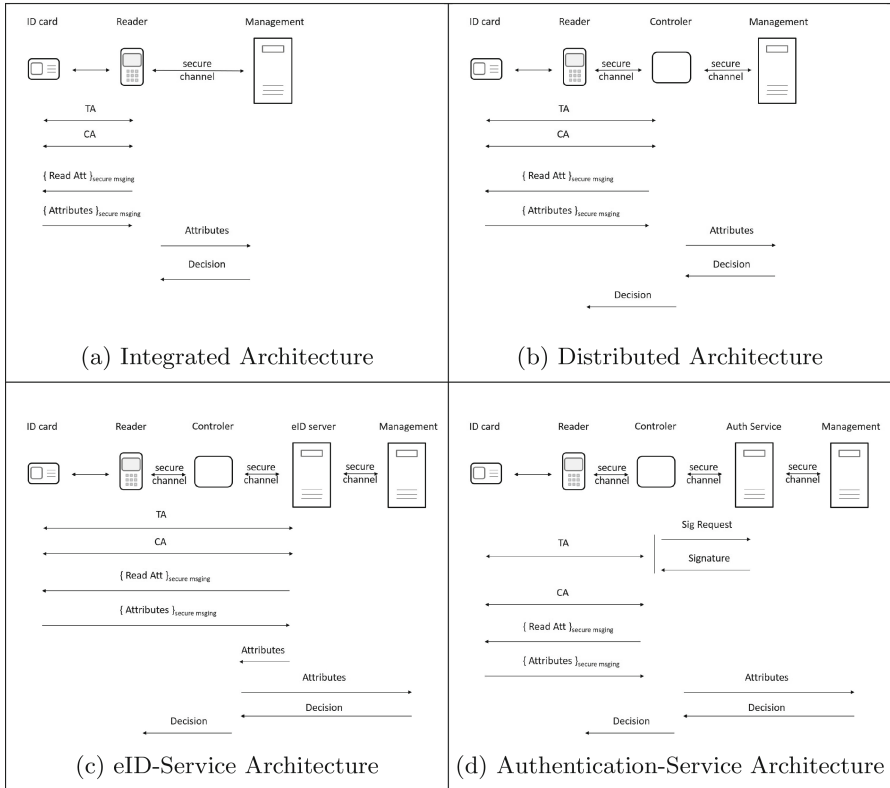 ID card Reader Management
secure
channel
TA
CA
{ Read Att }secure msging
{ Attributes }secure msging
Attributes
Decision
(a) Integrated Architecture
ID card Reader Controler Management
secure secure
channel channel
TA
CA
{ Read Att }secure msging
{ Attributes }secure msging
Attributes
Decision
Decision
(b) Distributed Architecture
ID card Reader Controler eID server Management
secure secure secure
channel channel channel
TA
CA
{ Read Att }secure msging
{ Attributes }secure msging
Attributes
Attributes
Decision
Decision
(c) eID-Service Architecture
ID card Reader Controler Auth Service Management
secure secure secure
channel channel channel
Sig Request
TA
Signature
CA
{ Read Att }secure msging
{ Attributes }secure msging
Attributes
Decision
Decision
(d) Authentication-Service Architecture